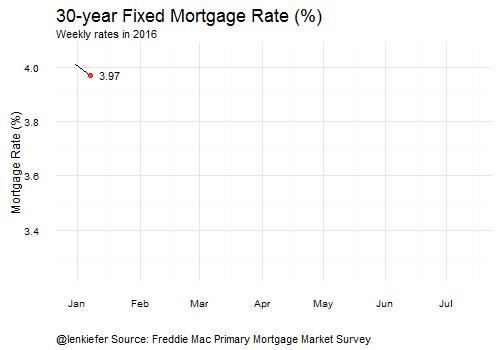 30-year Fixed Mortgage Rate (%)
Weekly rates in 2016
Mortgage Rate (%)
4.0
3.97
3.8
3.6
3.4
Jan Feb Mar Apr May Jun Jul
@lenkiefer Source: Freddie Mac Primary Mortgage Market Survey